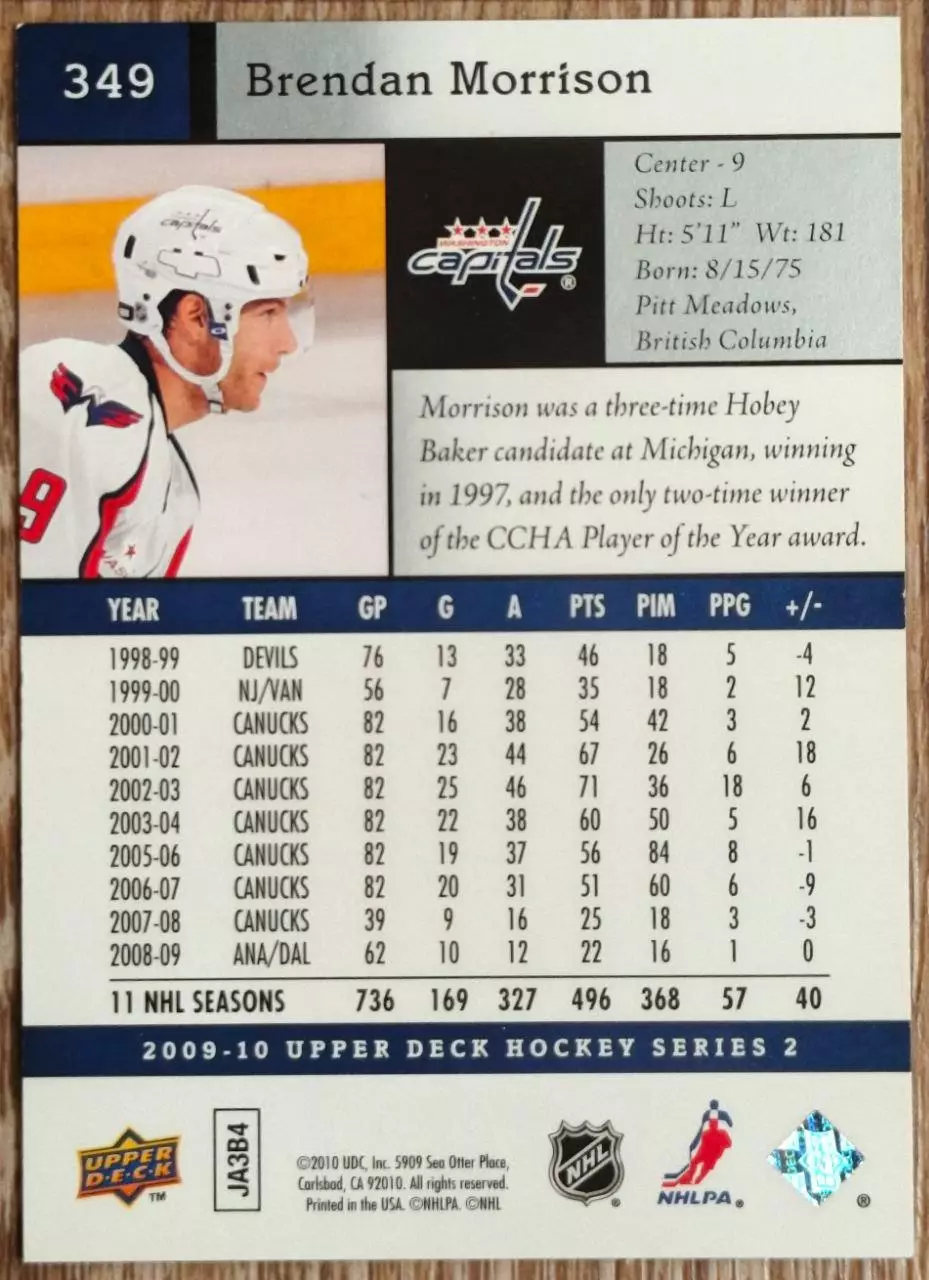 349
Brendan Morrison
Center - 9
Shoots: L
Ht: 5'11" Wt: 181
Born: 8/15/75
Pitt Meadows,
British Columbia
capitals
WASHINGTON
capitals
®
9
Morrison was a three-time Hobey
Baker candidate at Michigan, winning
in 1997, and the only two-time winner
of the CCHA Player of the Year award.
YEAR TEAM GP G A PTS PIM PPG +/-
1998-99 DEVILS 76 13 33 46 18 5 -4
1999-00 NJ/VAN 56 7 28 35 18 2 12
2000-01 CANUCKS 82 16 38 54 42 3 2
2001-02 CANUCKS 82 23 44 67 26 6 18
2002-03 CANUCKS 82 25 46 71 36 18 6
2003-04 CANUCKS 82 22 38 60 50 5 16
2005-06 CANUCKS 82 19 37 56 84 8 -1
2006-07 CANUCKS 82 20 31 51 60 6 -9
2007-08 CANUCKS 39 9 16 25 18 3 -3
2008-09 ANA/DAL 62 10 12 22 16 1 0
11 NHL SEASONS 736 169 327 496 368 57 40
2009-10 UPPER DECK HOCKEY SERIES 2
UPPER
D·E·C·K
™
JA3B4
©2010 UDC, Inc. 5909 Sea Otter Place,
Carlsbad, CA 92010. All rights reserved.
Printed in the USA. ©NHLPA. ©NHL
NHL
®
NHLPA®
®